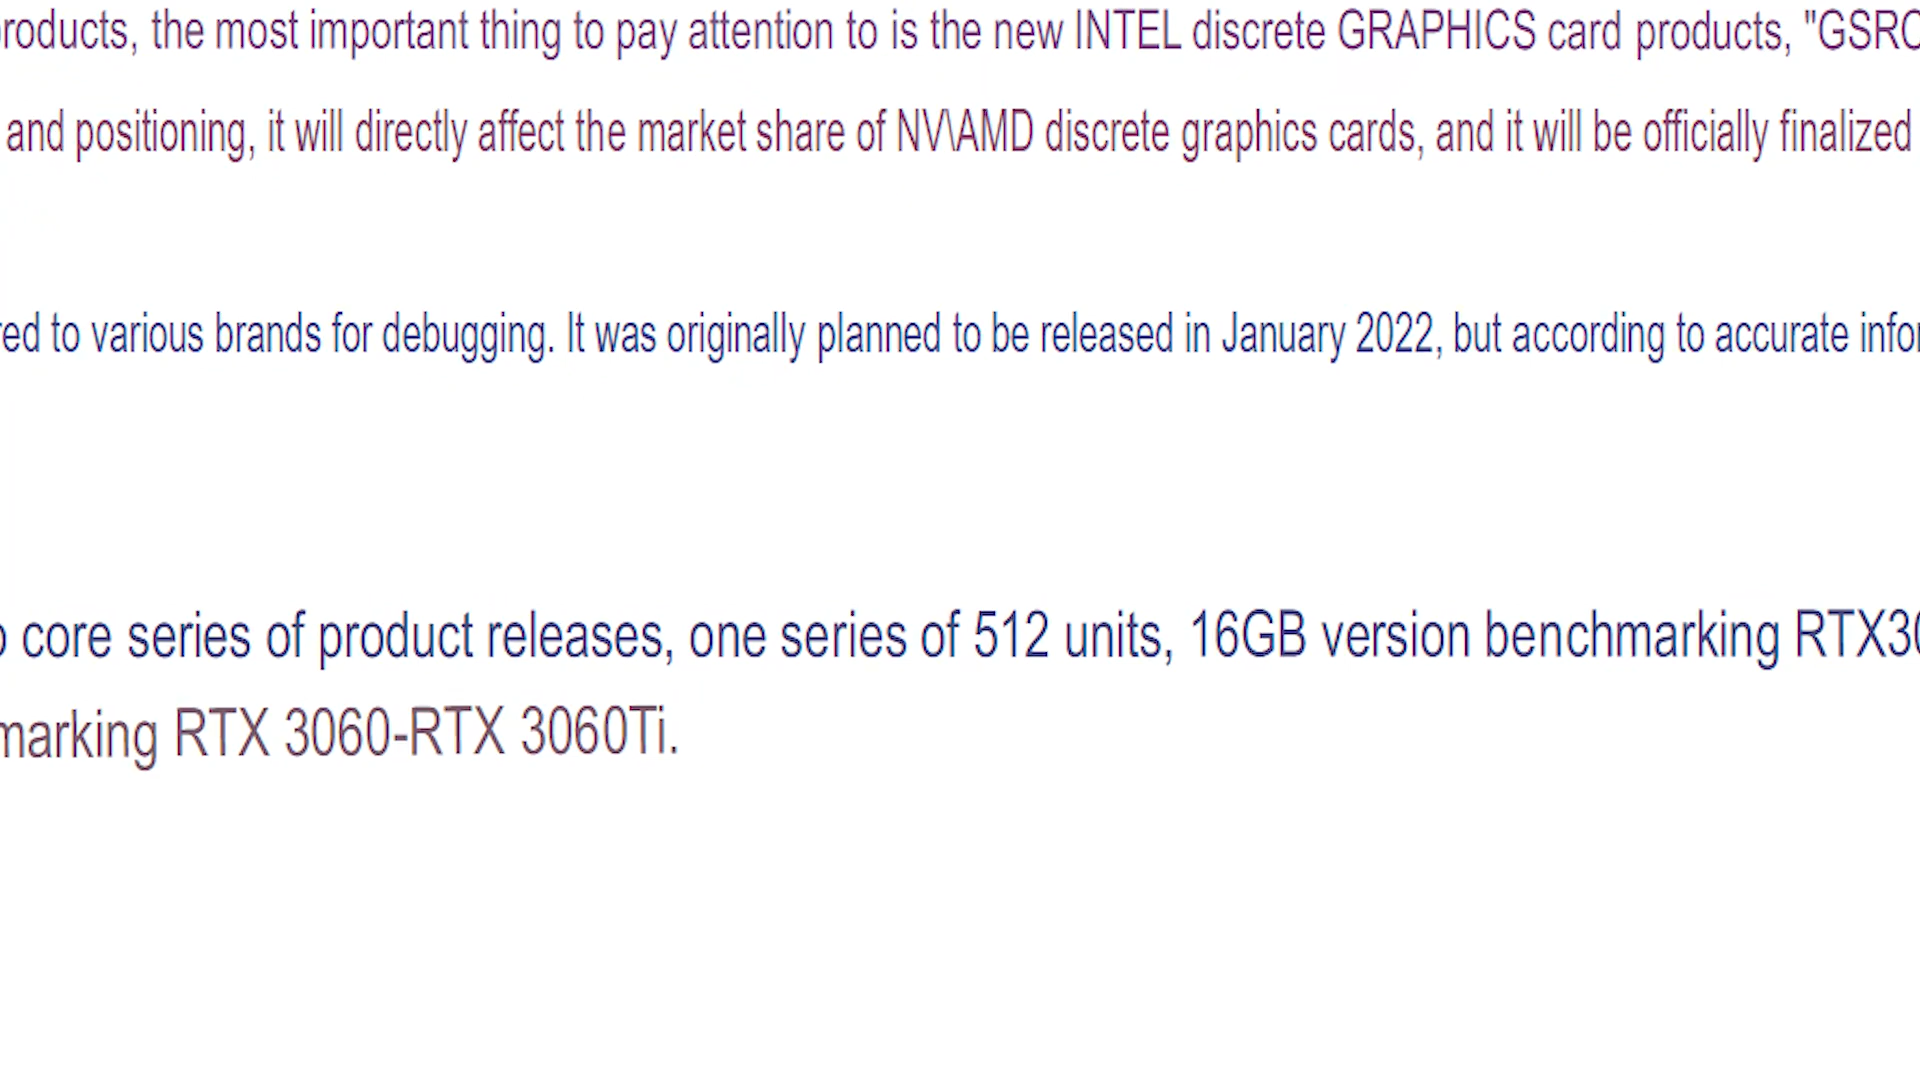 products, the most important thing to pay attention to is the new INTEL discrete GRAPHICS card products, "GSRC
and positioning, it will directly affect the market share of NV\AMD discrete graphics cards, and it will be officially finalized
red to various brands for debugging. It was originally planned to be released in January 2022, but according to accurate infor
core series of product releases, one series of 512 units, 16GB version benchmarking RTX30
marking RTX 3060-RTX 3060Ti.